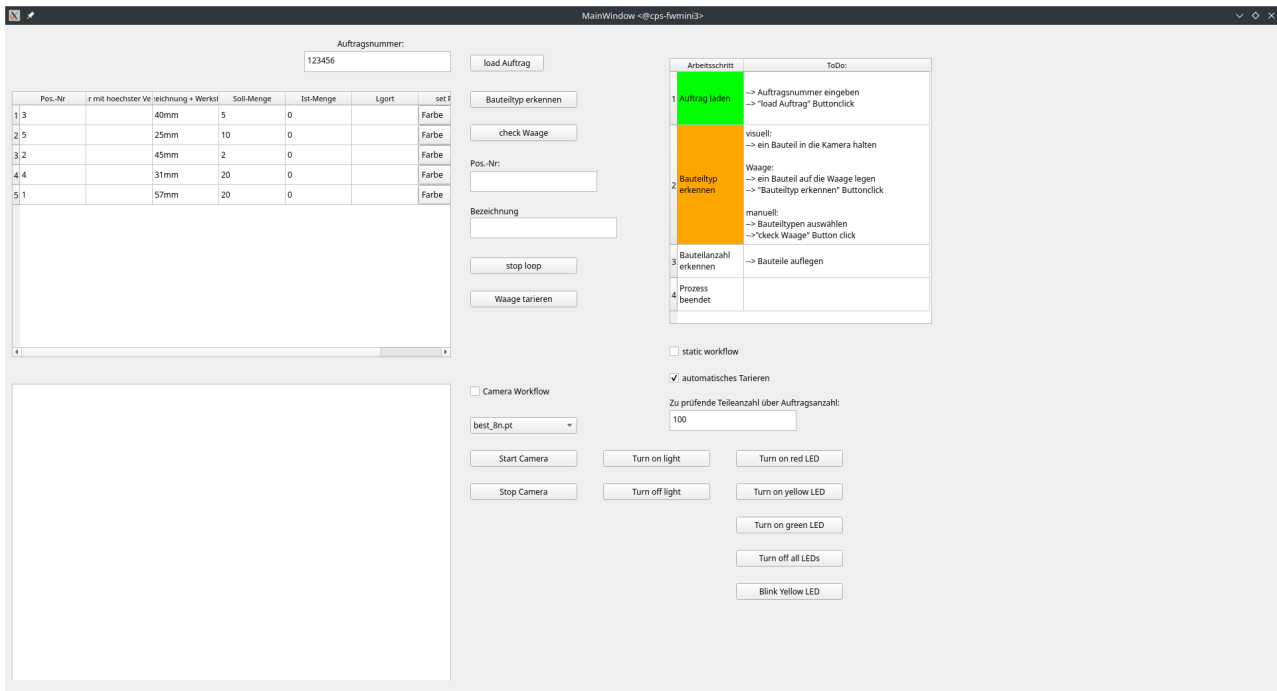 MainWindow <@cps-fwmini3>
Auftragsnummer:
123456
load Auftrag
Pos.-Nr r mit hoechster Ve :eichnung + Werkst Soll-Menge Ist-Menge Lgort set F
1 3 40mm 5 0 Farbe
2 5 25mm 10 0 Farbe
3 2 45mm 2 0 Farbe
4 4 31mm 20 0 Farbe
5 1 57mm 20 0 Farbe
Bauteiltyp erkennen
check Waage
Pos.-Nr:
Bezeichnung
stop loop
Waage tarieren
Arbeitsschritt ToDo:
1 Auftrag laden
--> Auftragsnummer eingeben
--> "load Auftrag" Buttonclick
2 Bauteiltyp
erkennen
visuell:
--> ein Bauteil in die Kamera halten
Waage:
--> ein Bauteil auf die Waage legen
--> "Bauteiltyp erkennen" Buttonclick
manuell:
--> Bauteiltypen auswählen
-->"ckeck Waage" Button click
3 Bauteilanzahl
erkennen
--> Bauteile auflegen
4 Prozess
beendet
static workflow
automatisches Tarieren
Zu prüfende Teileanzahl über Auftragsanzahl:
100
Camera Workflow
best_8n.pt
Start Camera
Turn on light
Turn on red LED
Stop Camera
Turn off light
Turn on yellow LED
Turn on green LED
Turn off all LEDs
Blink Yellow LED